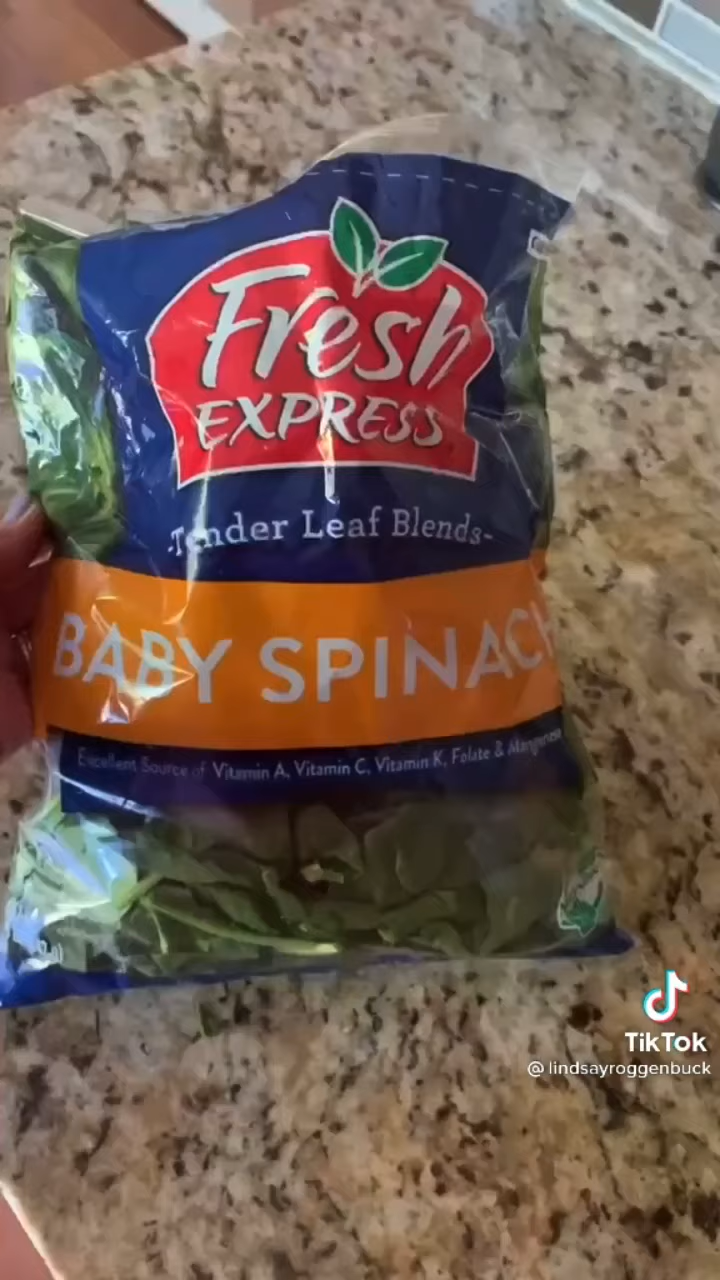 Fresh
EXPRESS
-Tender Leaf Blends-
BABY SPINACH
Excellent Source of Vitamin A, Vitamin C, Vitamin K, Folate & Manganese
TikTok
@lindsayroggenbuck